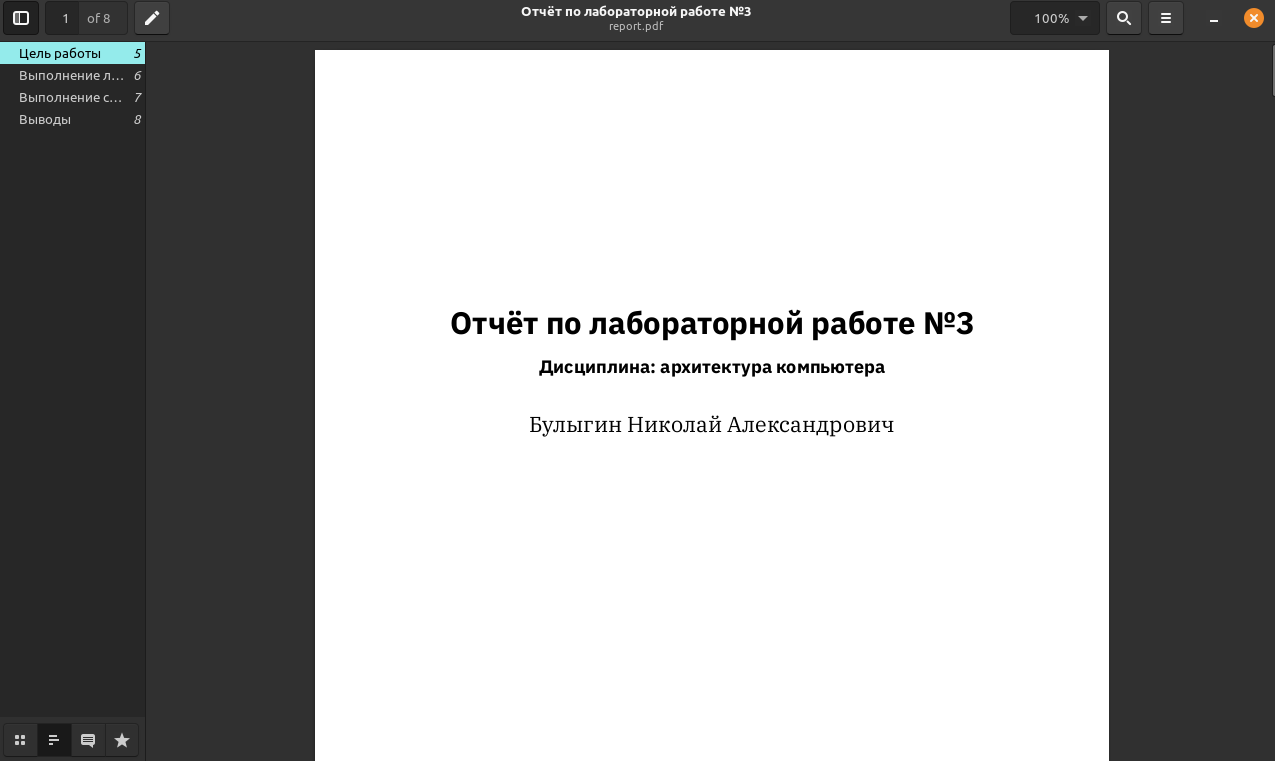 1 of 8
Отчёт по лабораторной работе №3
report.pdf
100%
Цель работы 5
Выполнение л... 6
Выполнение с... 7
Выводы 8
Отчёт по лабораторной работе №3
Дисциплина: архитектура компьютера
Булыгин Николай Александрович